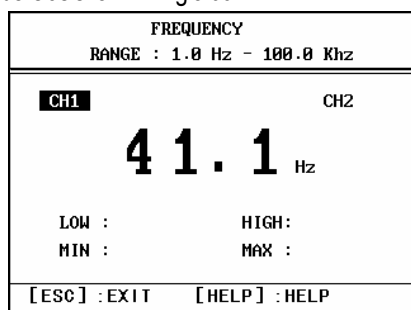 FREQUENCY
RANGE : 1.0 Hz - 100.0 Khz
CH1 CH2
41.1 Hz
LOW : HIGH:
MIN : MAX :
[ESC] :EXIT [HELP] :HELP